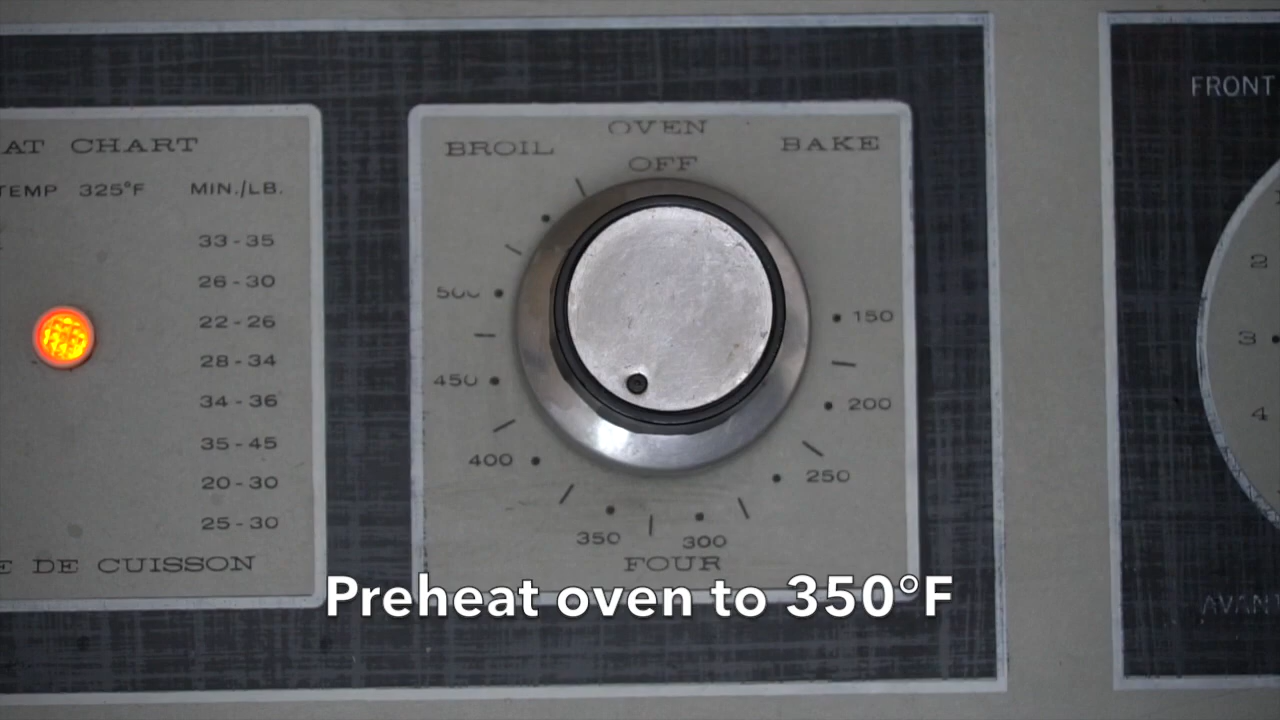 AT CHART
TEMP 325°F MIN./LB.
33-35
26-30
22-26
28-34
34-36
35-45
20-30
25-30
E DE CUISSON
OVEN
BROIL OFF BAKE
500
450
400
350
300
250
200
150
FOUR
Preheat oven to 350°F
FRONT
2
3
4
AVANT